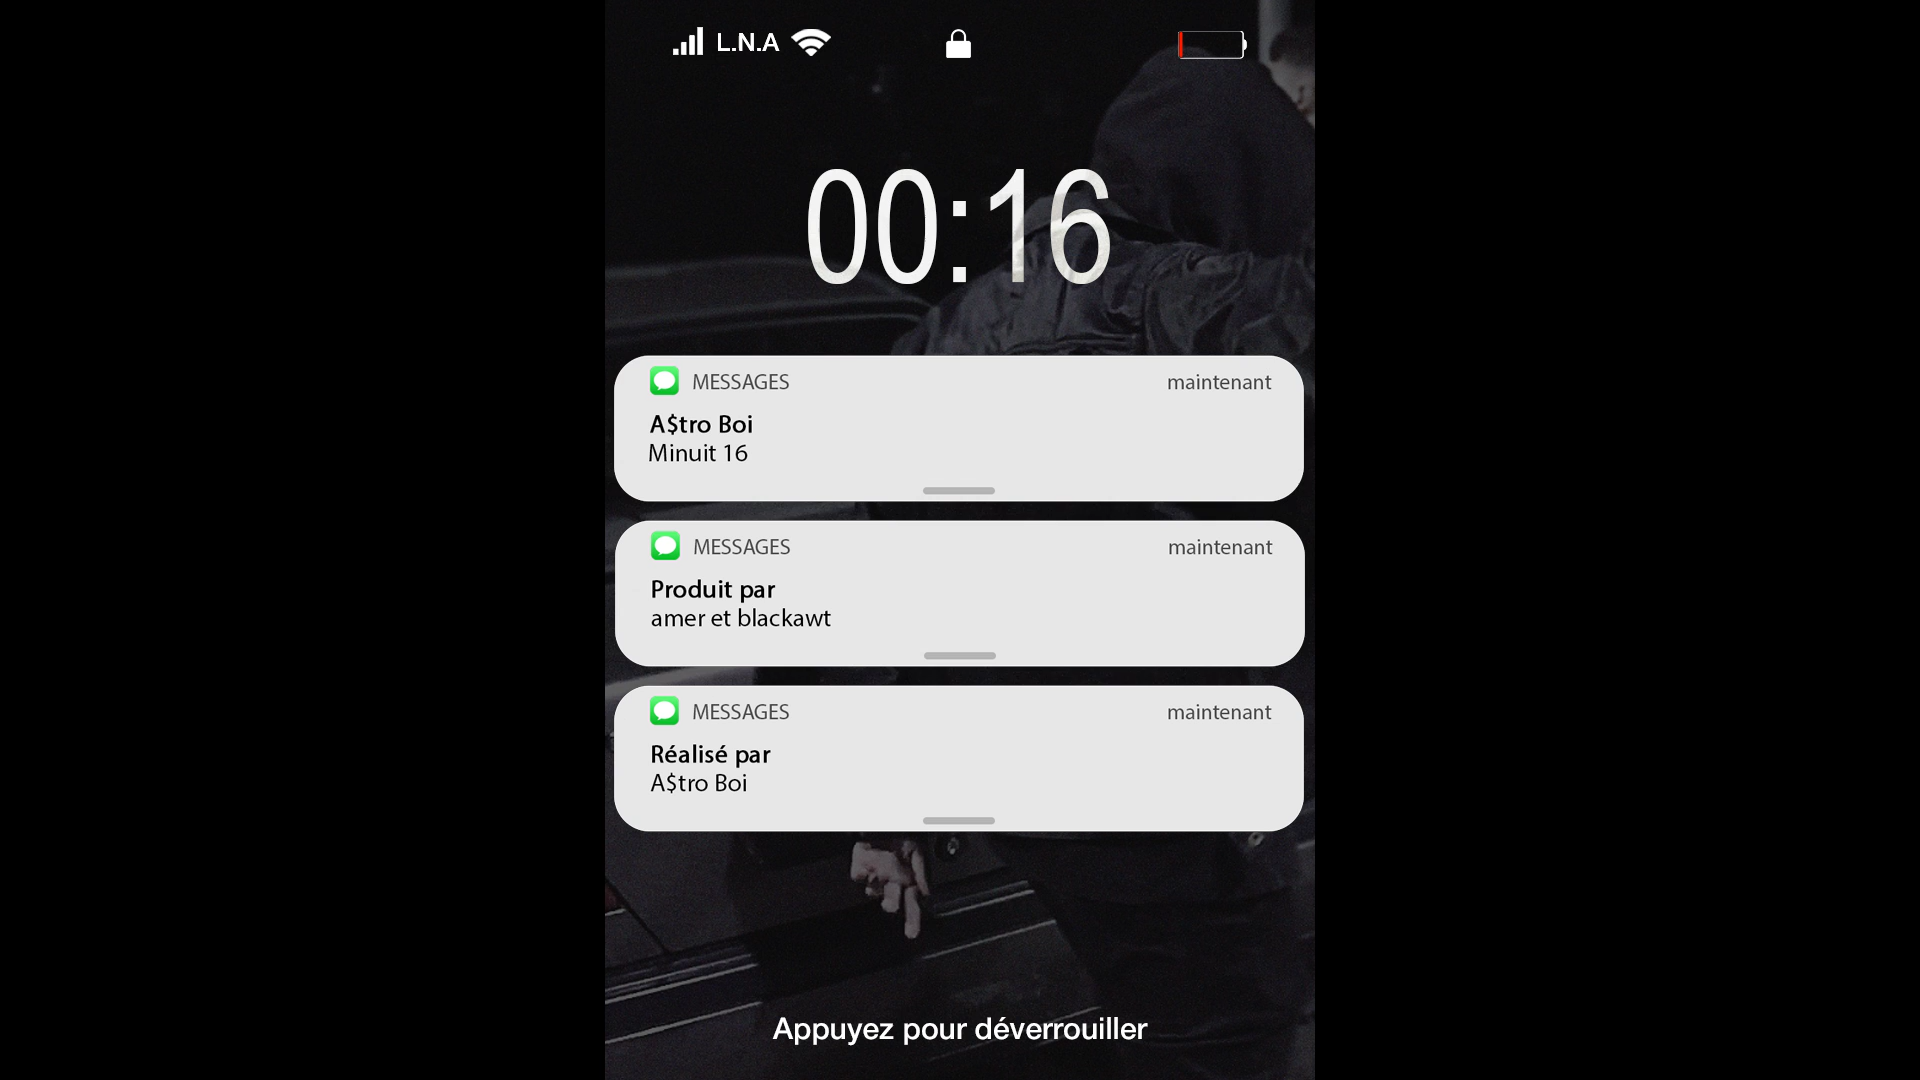 L.N.A
00:16
MESSAGES maintenant
A$tro Boi
Minuit 16
MESSAGES maintenant
Produit par
amer et blackawt
MESSAGES maintenant
Réalisé par
A$tro Boi
Appuyez pour déverrouiller